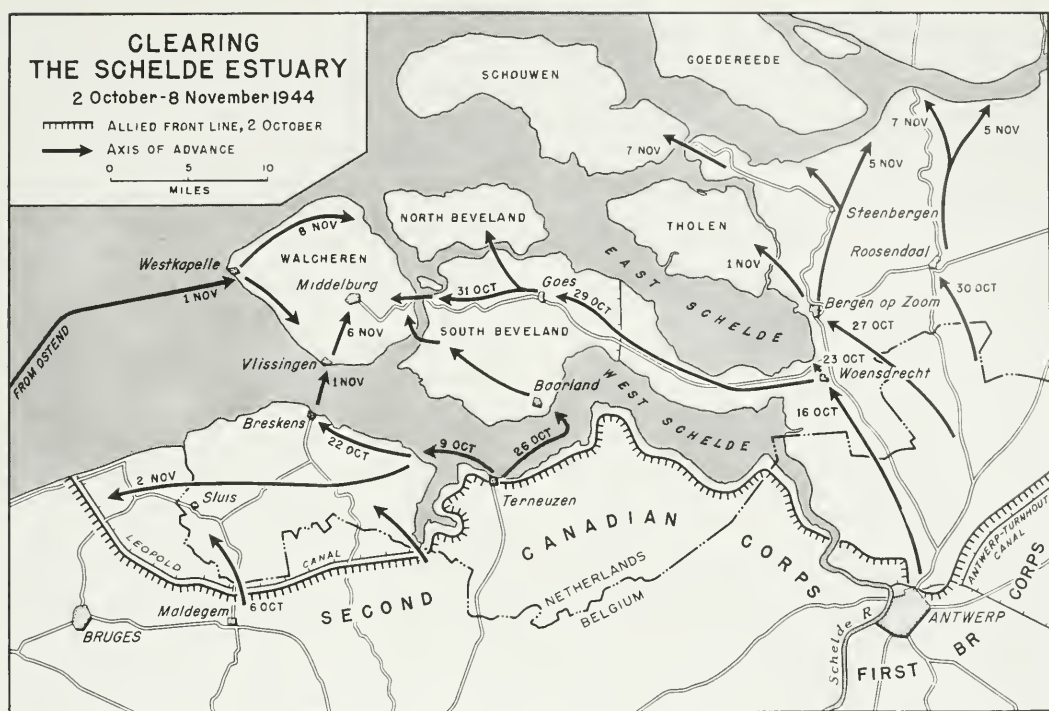 CLEARING
THE SCHELDE ESTUARY
2 October-8 November 1944
ALLIED FRONT LINE, 2 OCTOBER
AXIS OF ADVANCE
0 5 10
MILES
SCHOUWEN
GOEDEREEDE
7 NOV
7 NOV
5 NOV
5 NOV
NORTH BEVELAND
THOLEN
Steenbergen
Roosendaal
8 NOV
WALCHEREN
Westkapelle
1 NOV
Middelburg
31 OCT
Goes
29 OCT
EAST SCHELDE
1 NOV
Bergen op Zoom
30 OCT
27 OCT
FROM OSTEND
6 NOV
SOUTH BEVELAND
23 OCT
Woensdrecht
Vlissingen
1 NOV
Baarland
WEST SCHELDE
16 OCT
Breskens
22 OCT
9 OCT
26 OCT
2 NOV
Sluis
Terneuzen
LEOPOLD CANAL
CANADIAN
CORPS
ANTWERP-TURNHOUT
CANAL
CORPS
NETHERLANDS
BELGIUM
SECOND
6 OCT
Maldegem
BRUGES
ANTWERP
Schelde R
FIRST BR